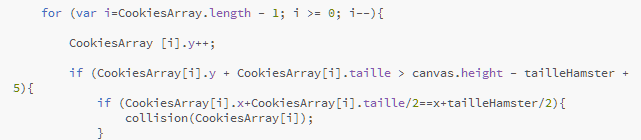 for (var i=CookiesArray.length - 1; i >= 0; i--){
CookiesArray [i].y++;
if (CookiesArray[i].y + CookiesArray[i].taille > canvas.height - tailleHamster +
5){
if (CookiesArray[i].x+CookiesArray[i].taille/2==x+tailleHamster/2){
collision(CookiesArray[i]);
}